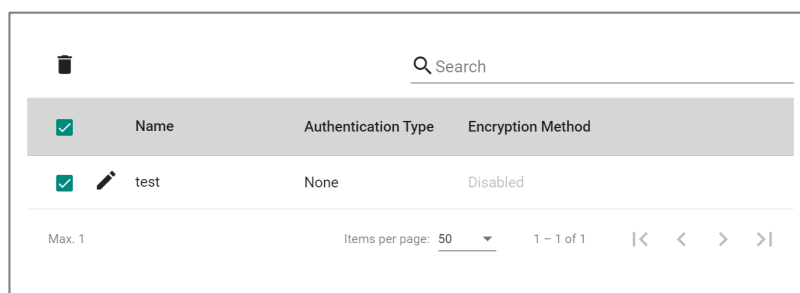 Search
Name Authentication Type Encryption Method
test None Disabled
Max. 1 Items per page: 50 1 – 1 of 1